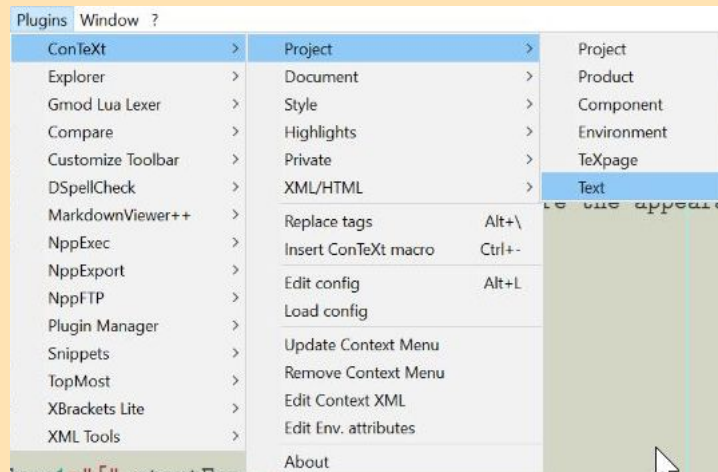 Plugins Window ?
ConTeXt >
Explorer >
Gmod Lua Lexer >
Compare >
Customize Toolbar >
DSpellCheck >
MarkdownViewer++ >
NppExec >
NppExport >
NppFTP >
Plugin Manager >
Snippets >
TopMost >
XBrackets Lite >
XML Tools >
Project >
Document >
Style >
Highlights >
Private >
XML/HTML >
Replace tags Alt+\
Insert ConTeXt macro Ctrl+-
Edit config Alt+L
Load config
Update Context Menu
Remove Context Menu
Edit Context XML
Edit Env. attributes
About
Project
Product
Component
Environment
TeXpage
Text
the